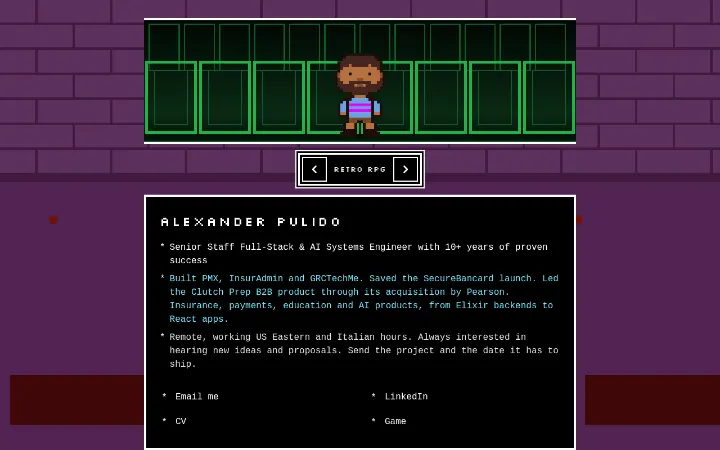 RETRO RPG
ALEXANDER PULIDO
* Senior Staff Full-Stack & AI Systems Engineer with 10+ years of proven
success
* Built PMX, InsurAdmin and GRCTechMe. Saved the SecureBancard launch. Led
the Clutch Prep B2B product through its acquisition by Pearson.
Insurance, payments, education and AI products, from Elixir backends to
React apps.
* Remote, working US Eastern and Italian hours. Always interested in
hearing new ideas and proposals. Send the project and the date it has to
ship.
* Email me
* LinkedIn
* CV
* Game